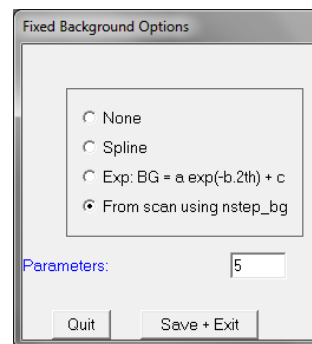 Fixed Background Options
None
Spline
Exp: BG = a exp(-b.2th) + c
From scan using nstep_bg
Parameters: 5
Quit Save + Exit